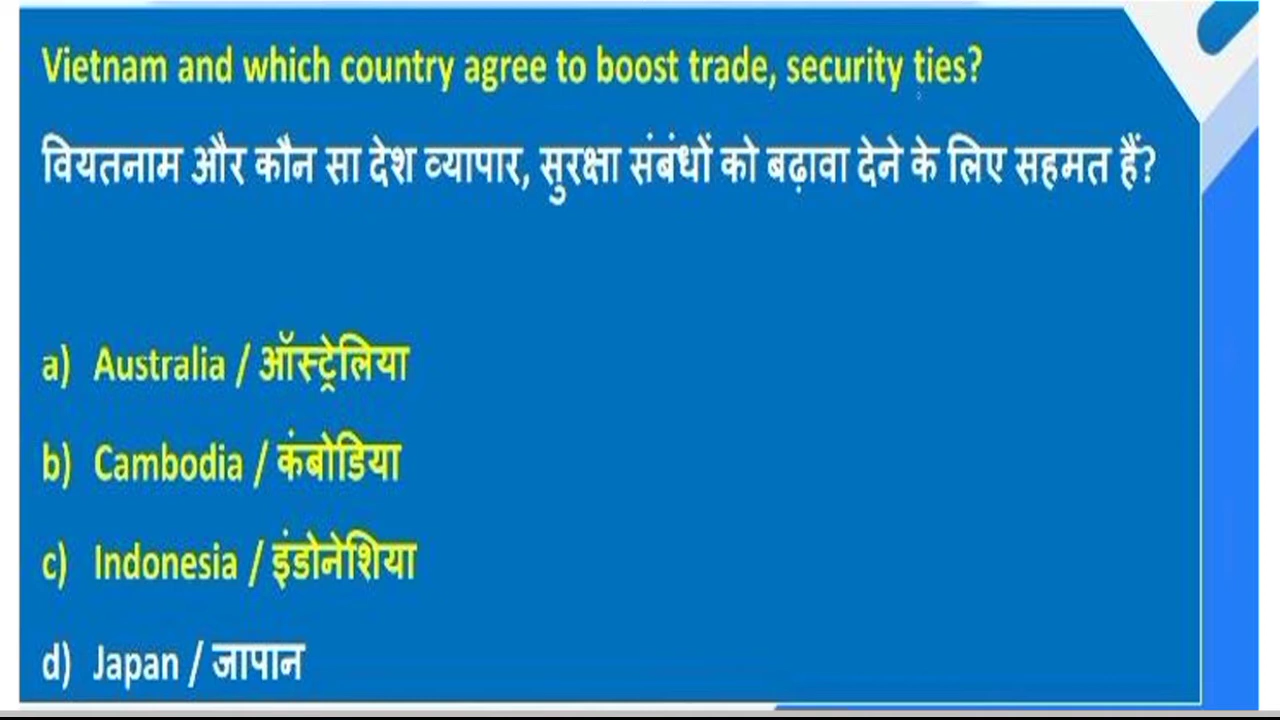 Vietnam and which country agree to boost trade, security ties?
वियतनाम और कौन सा देश व्यापार, सुरक्षा संबंधों को बढ़ावा देने के लिए सहमत हैं?
a) Australia / ऑस्ट्रेलिया
b) Cambodia / कंबोडिया
c) Indonesia / इंडोनेशिया
d) Japan / जापान